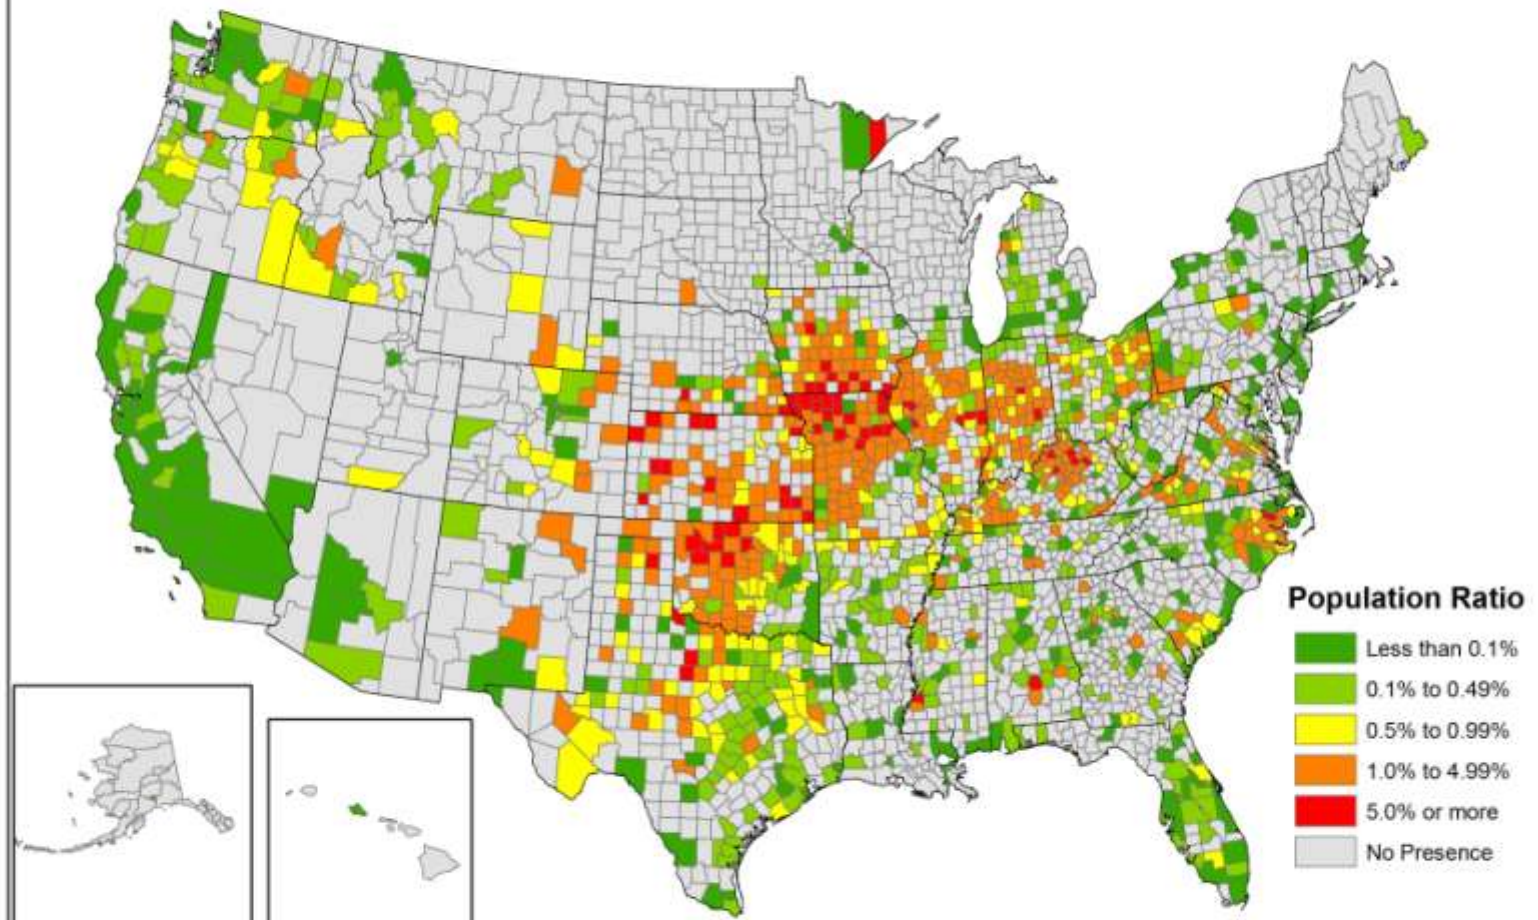 Population Ratio
Less than 0.1%
0.1% to 0.49%
0.5% to 0.99%
1.0% to 4.99%
5.0% or more
No Presence